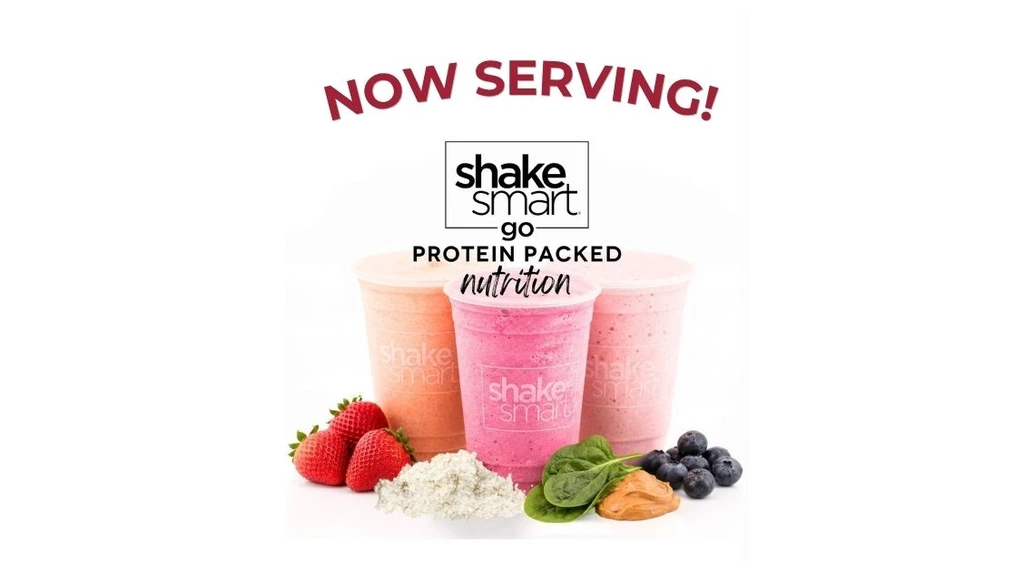 NOW SERVING!
shake
smart
go
PROTEIN PACKED
nutrition
shake
smart
shake
smart
shake
smart